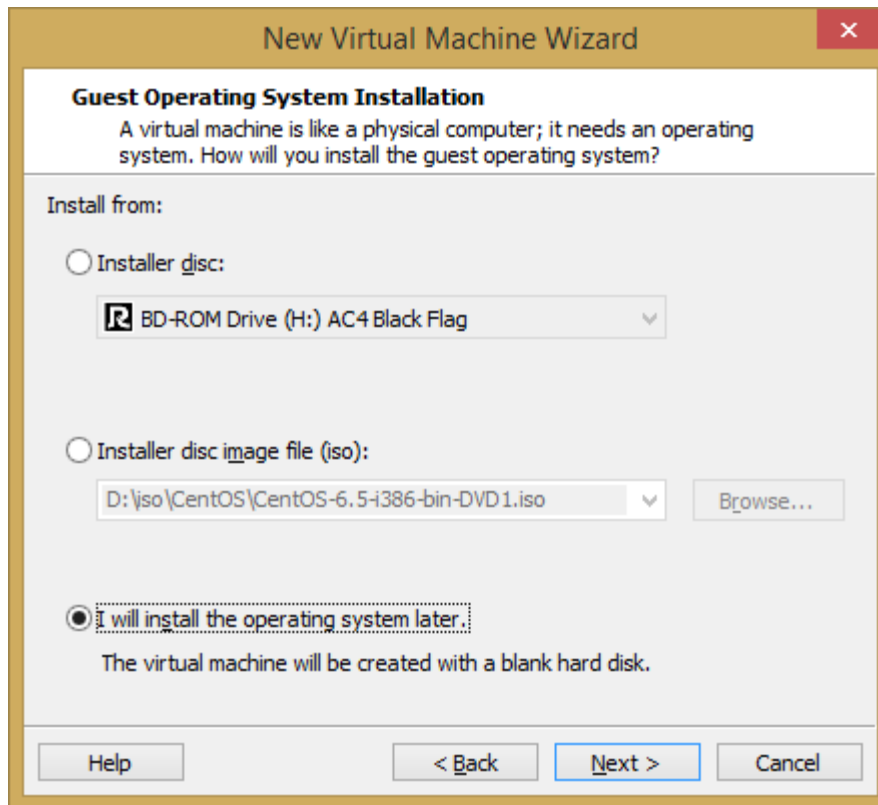 New Virtual Machine Wizard
Guest Operating System Installation
A virtual machine is like a physical computer; it needs an operating
system. How will you install the guest operating system?
Install from:
Installer disc:
BD-ROM Drive (H:) AC4 Black Flag
Installer disc image file (iso):
D:\iso\CentOS\CentOS-6.5-i386-bin-DVD1.iso
Browse...
I will install the operating system later.
The virtual machine will be created with a blank hard disk.
Help
< Back
Next >
Cancel